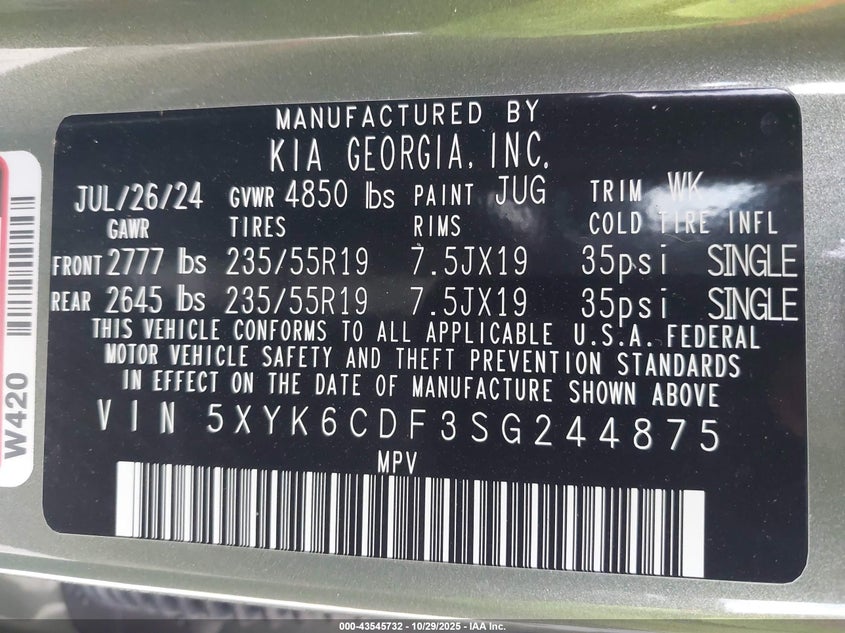 MANUFACTURED BY
KIA GEORGIA, INC.
JUL/26/24 GVWR 4850 lbs PAINT JUG TRIM WK
GAWR TIRES RIMS COLD TIRE INFL
FRONT 2777 lbs 235/55R19 7.5JX19 35psi SINGLE
REAR 2645 lbs 235/55R19 7.5JX19 35psi SINGLE
THIS VEHICLE CONFORMS TO ALL APPLICABLE U.S.A. FEDERAL
MOTOR VEHICLE SAFETY AND THEFT PREVENTION STANDARDS
IN EFFECT ON THE DATE OF MANUFACTURE SHOWN ABOVE
VIN 5XYK6CDF3SG244875
MPV
W420
000-43545732 - 10/29/2025 - IAA Inc.